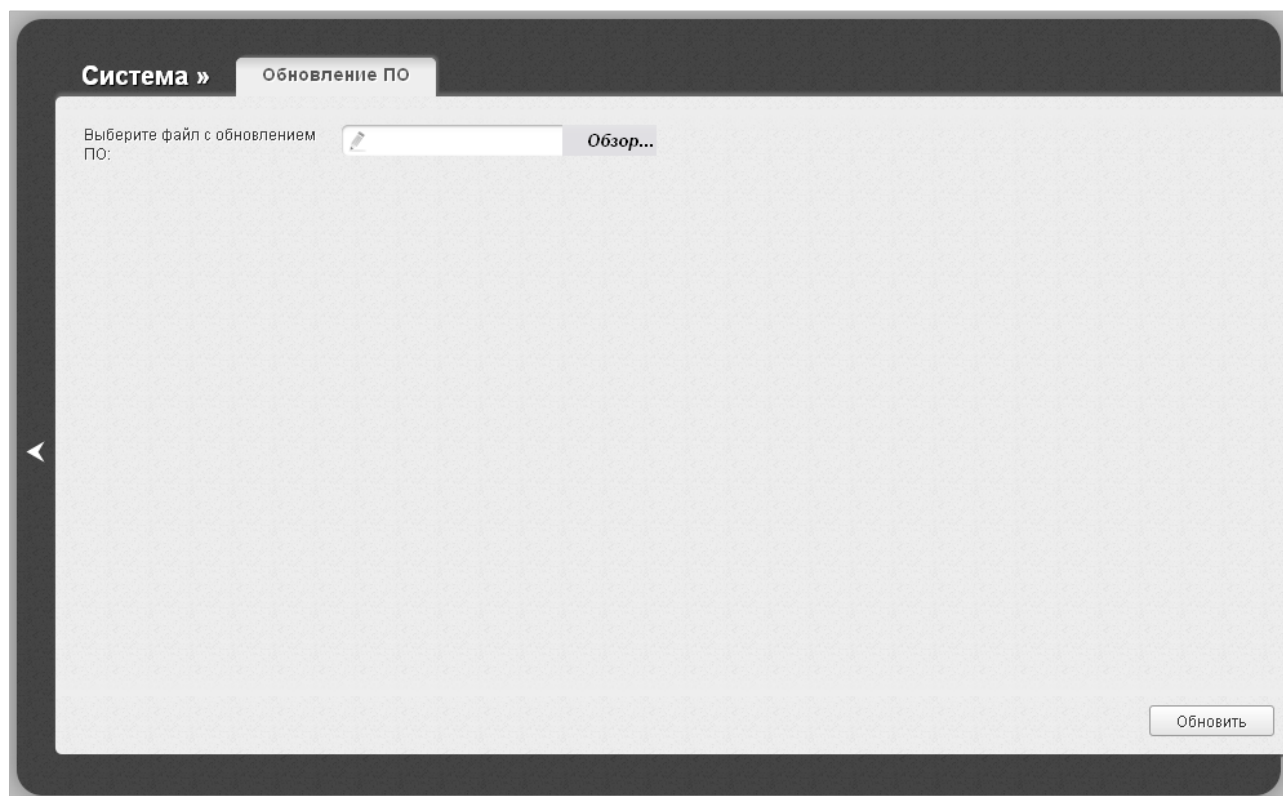 Система »
Обновление ПО
Выберите файл с обновлением
ПО:
Обзор...
Обновить